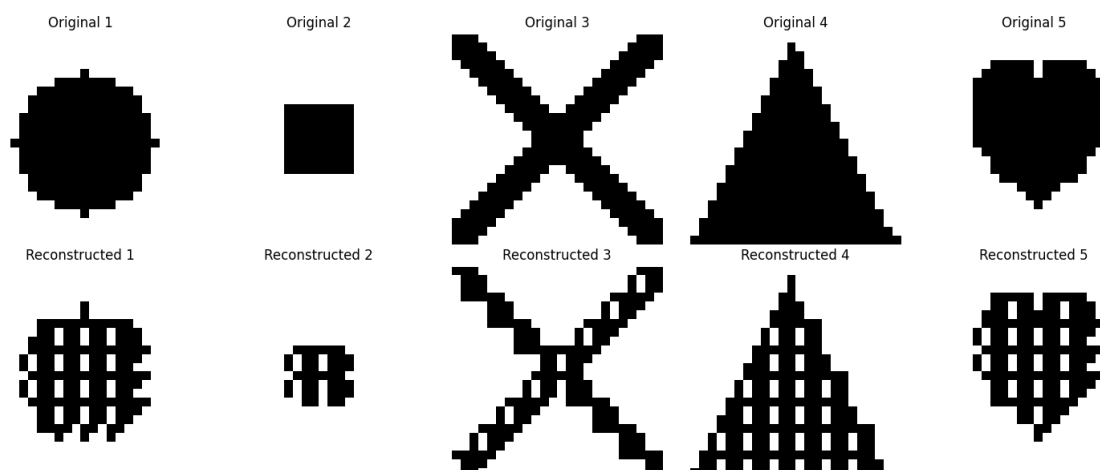 Original 1
Original 2
Original 3
Original 4
Original 5
Reconstructed 1
Reconstructed 2
Reconstructed 3
Reconstructed 4
Reconstructed 5